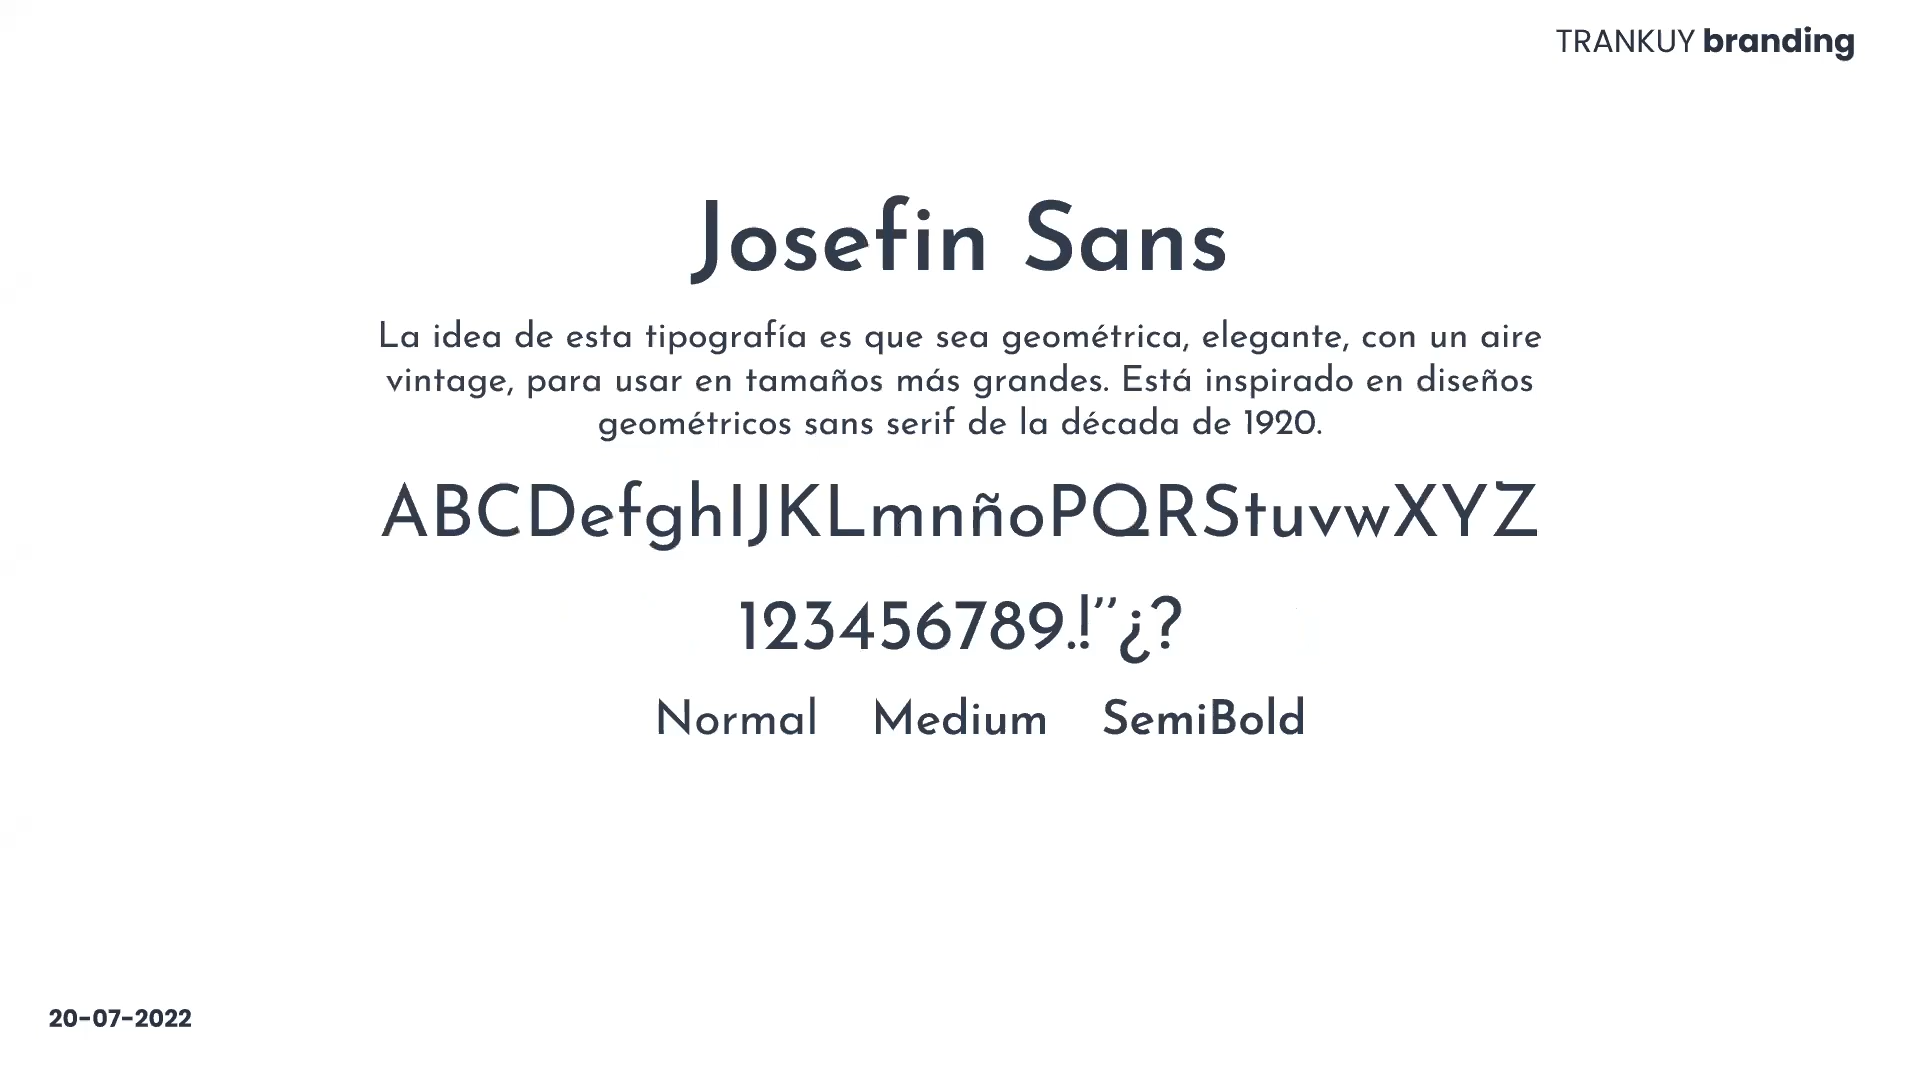 TRANKUY branding
Josefin Sans
La idea de esta tipografía es que sea geométrica, elegante, con un aire
vintage, para usar en tamaños más grandes. Está inspirado en diseños
geométricos sans serif de la década de 1920.
ABCDefghIJKLmnñoPQRStuvwXYZ
123456789.!”¿?
Normal Medium SemiBold
20-07-2022